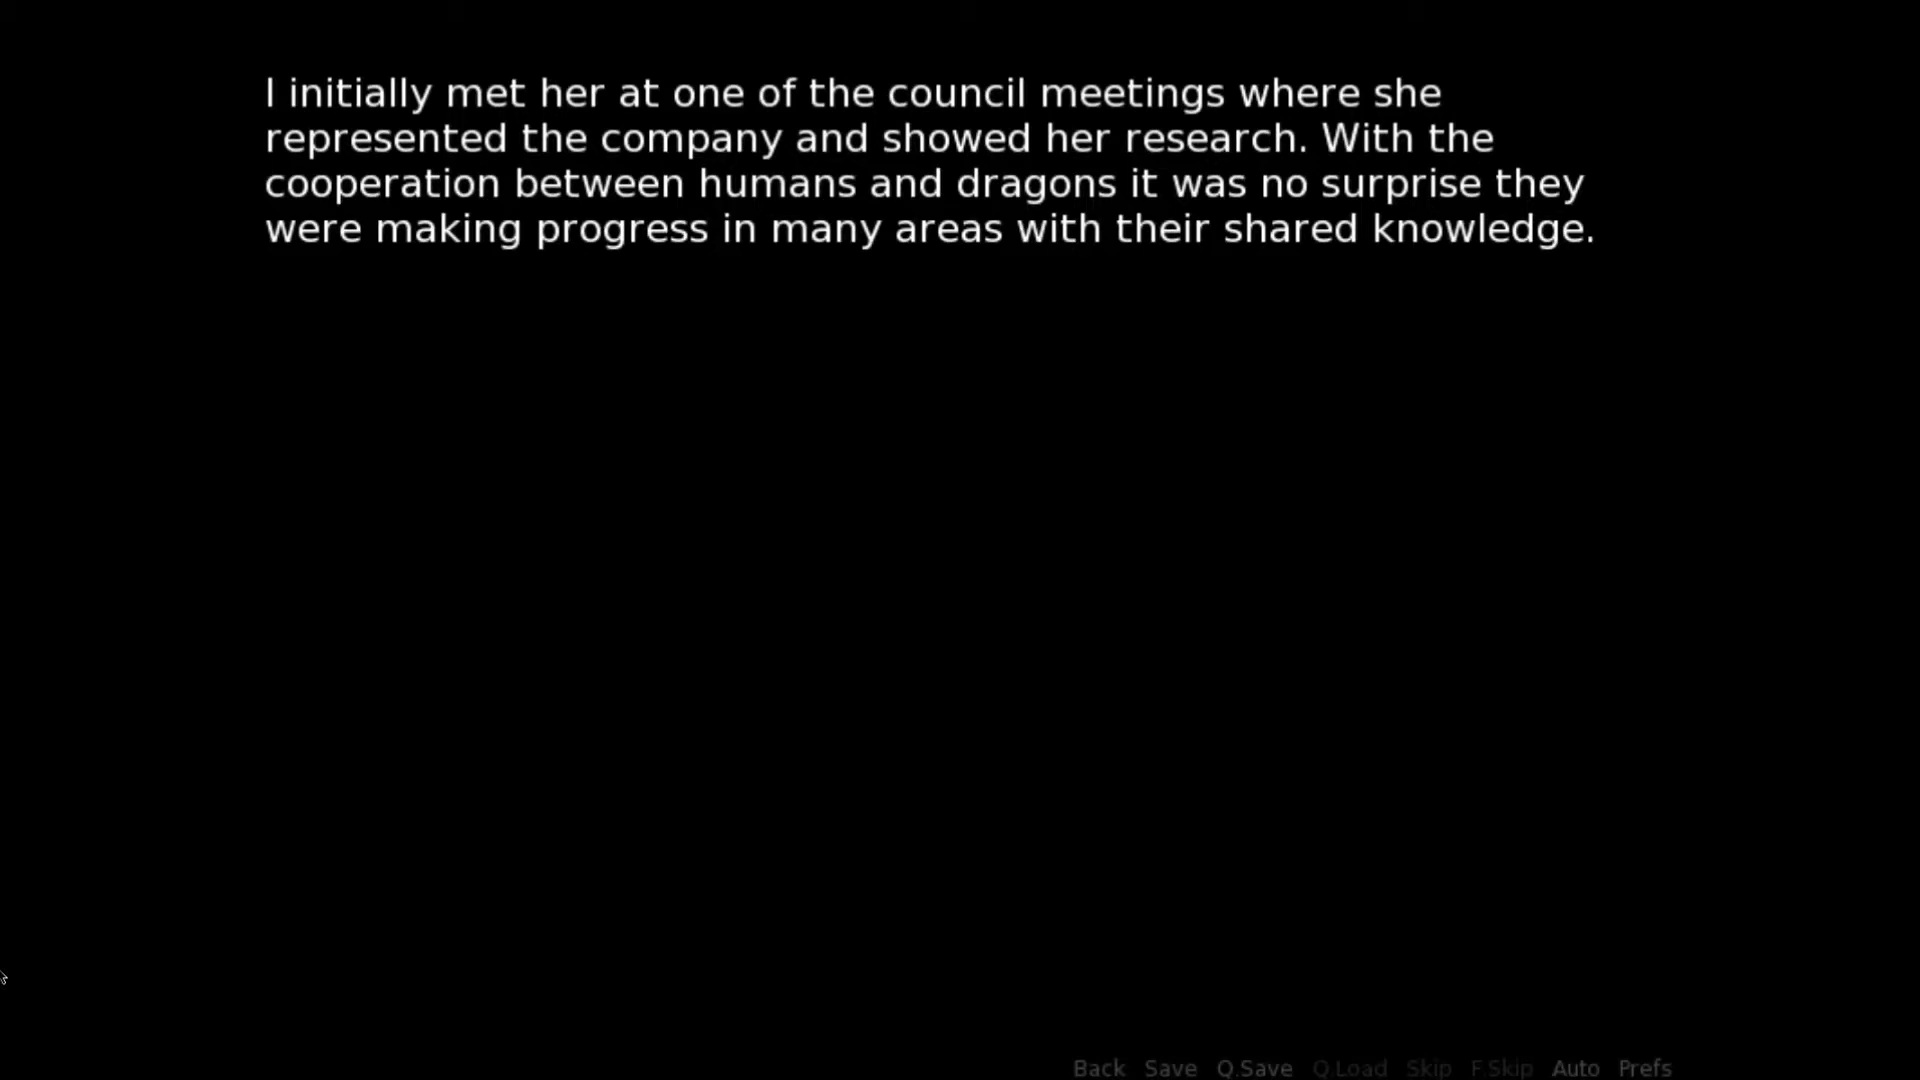 I initially met her at one of the council meetings where she
represented the company and showed her research. With the
cooperation between humans and dragons it was no surprise they
were making progress in many areas with their shared knowledge.
Back Save Q.Save Q.Load Skip F.Skip Auto Prefs